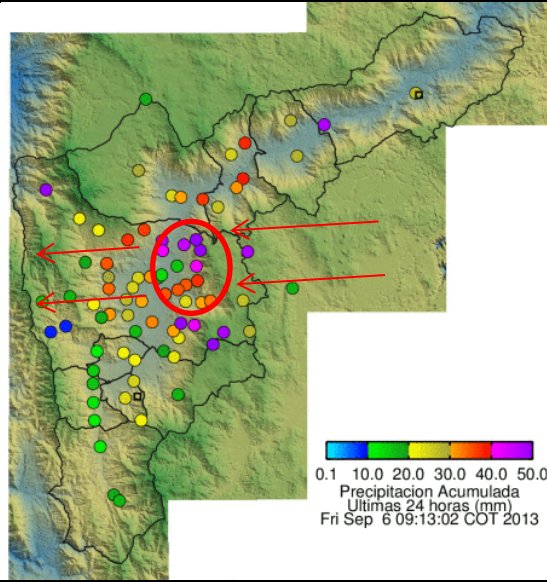 0.1 10.0 20.0 30.0 40.0 50.0
Precipitacion Acumulada
Ultimas 24 horas (mm)
Fri Sep 6 09:13:02 COT 2013